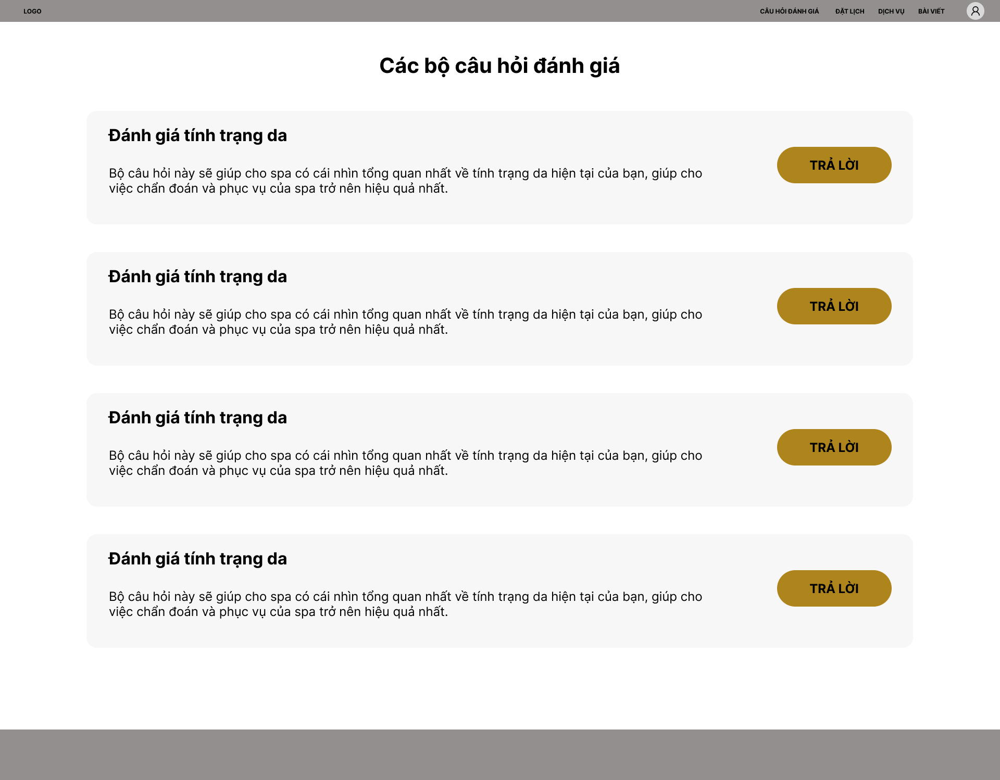 LOGO
CÂU HỎI ĐÁNH GIÁ
ĐẶT LỊCH
DỊCH VỤ
BÀI VIẾT
Các bộ câu hỏi đánh giá
Đánh giá tính trạng da
Bộ câu hỏi này sẽ giúp cho spa có cái nhìn tổng quan nhất về tính trạng da hiện tại của bạn, giúp cho
việc chẩn đoán và phục vụ của spa trở nên hiệu quả nhất.
TRẢ LỜI
Đánh giá tính trạng da
Bộ câu hỏi này sẽ giúp cho spa có cái nhìn tổng quan nhất về tính trạng da hiện tại của bạn, giúp cho
việc chẩn đoán và phục vụ của spa trở nên hiệu quả nhất.
TRẢ LỜI
Đánh giá tính trạng da
Bộ câu hỏi này sẽ giúp cho spa có cái nhìn tổng quan nhất về tính trạng da hiện tại của bạn, giúp cho
việc chẩn đoán và phục vụ của spa trở nên hiệu quả nhất.
TRẢ LỜI
Đánh giá tính trạng da
Bộ câu hỏi này sẽ giúp cho spa có cái nhìn tổng quan nhất về tính trạng da hiện tại của bạn, giúp cho
việc chẩn đoán và phục vụ của spa trở nên hiệu quả nhất.
TRẢ LỜI